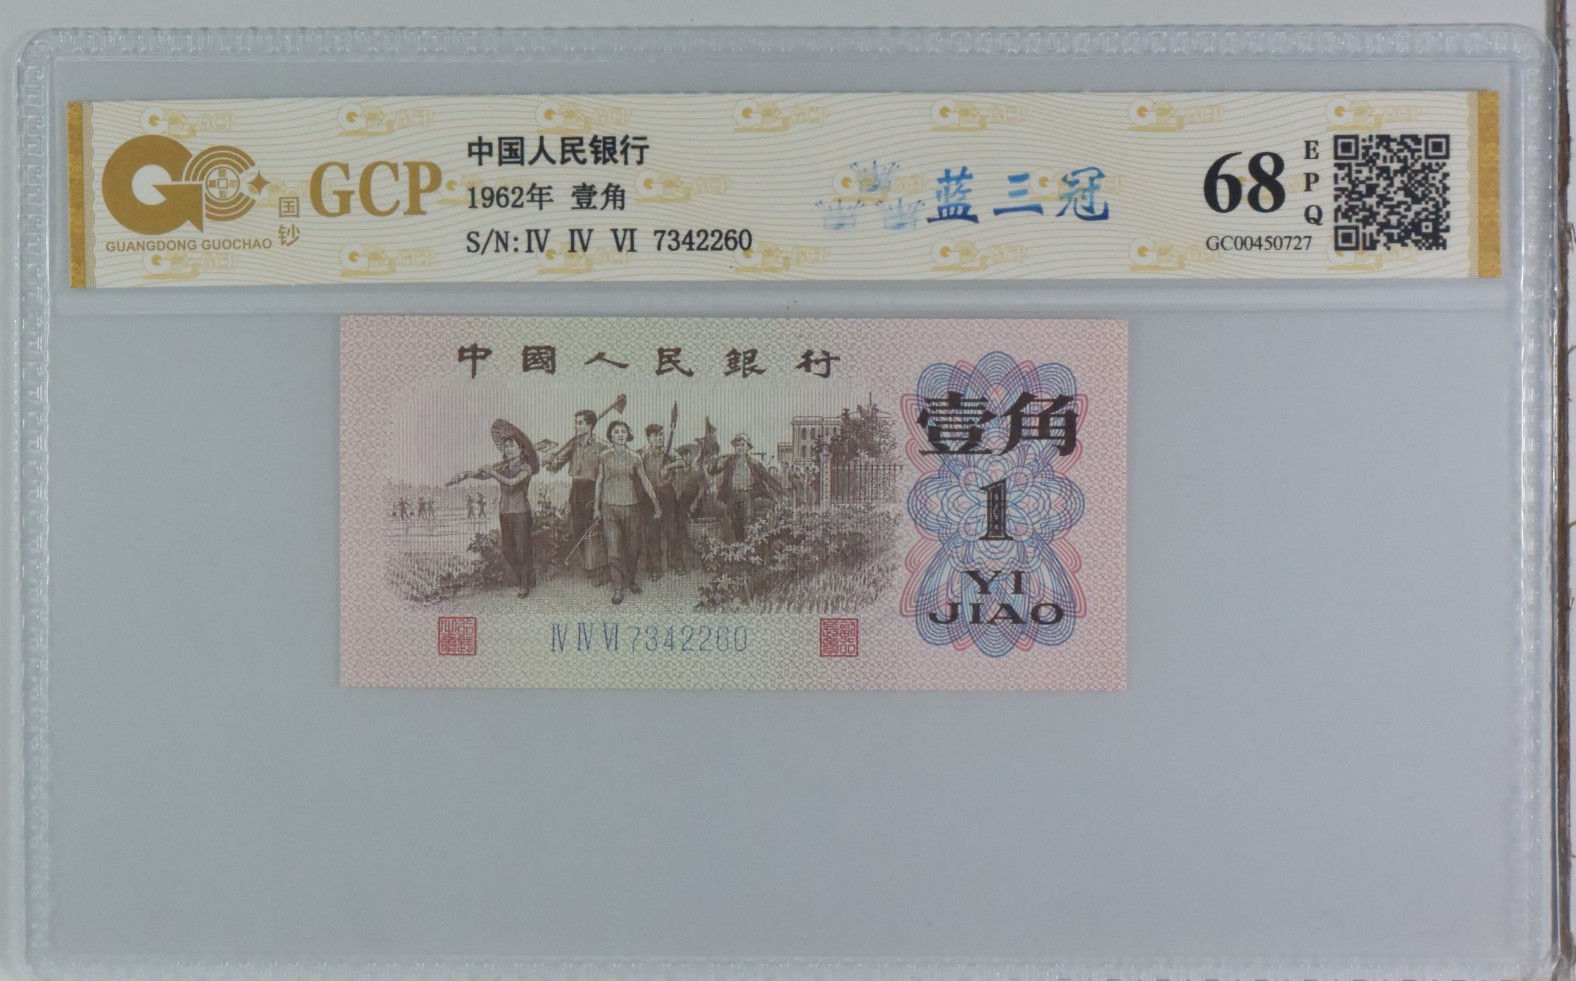 GCP
国钞
GUANGDONG GUOCHAO
中国人民银行
1962年 壹角
S/N: Ⅳ Ⅳ Ⅵ 7342260
蓝三冠
68
EPQ
GC00450727
中國人民銀行
壹角
1
YI
JIAO
Ⅳ Ⅳ Ⅵ 7342260